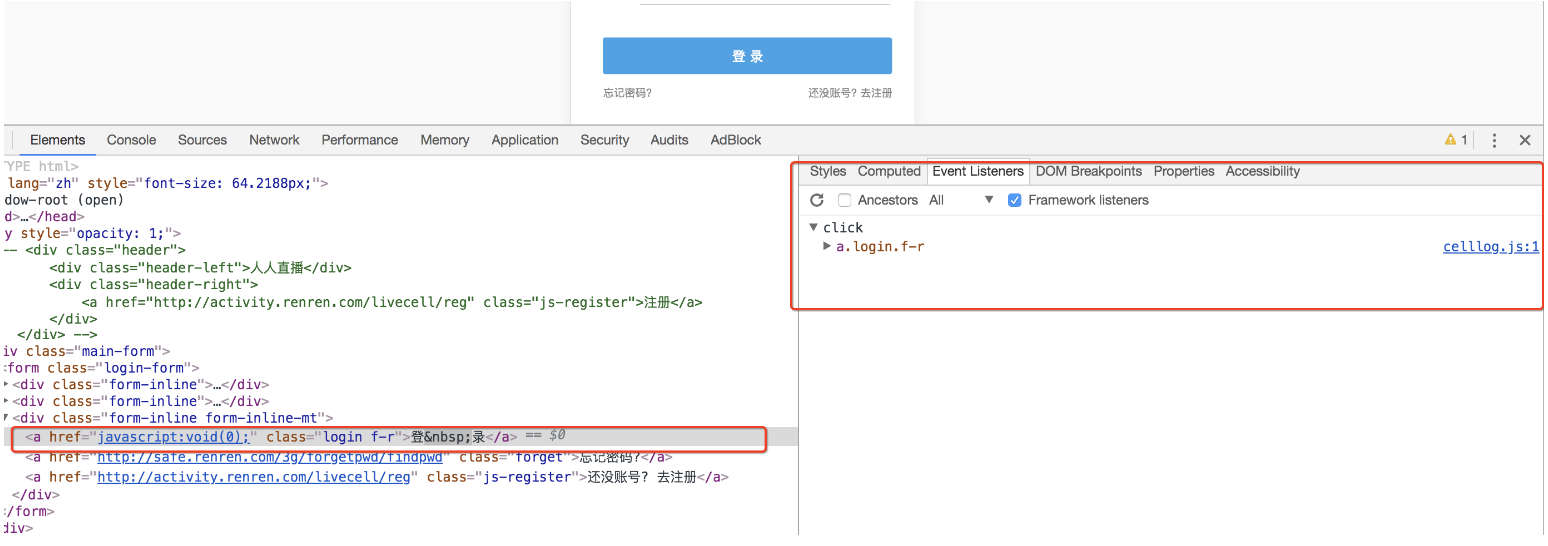 登 录
忘记密码?
还没账号? 去注册
Elements Console Sources Network Performance Memory Application Security Audits AdBlock 1
YPE html>
lang="zh" style="font-size: 64.2188px;">
dow-root (open)
d>…</head>
y style="opacity: 1;">
-- <div class="header">
<div class="header-left">人人直播</div>
<div class="header-right">
<a href="http://activity.renren.com/livecell/reg" class="js-register">注册</a>
</div>
</div> -->
iv class="main-form">
<form class="login-form">
<div class="form-inline">…</div>
<div class="form-inline">…</div>
<div class="form-inline form-inline-mt">
<a href="javascript:void(0);" class="login f-r">登&nbsp;录</a> == $0
<a href="http://safe.renren.com/3g/forgetpwd/findpwd" class="forget">忘记密码?</a>
<a href="http://activity.renren.com/livecell/reg" class="js-register">还没账号? 去注册</a>
</div>
</form>
div>
Styles Computed Event Listeners DOM Breakpoints Properties Accessibility
Ancestors All Framework listeners
click
a.login.f-r celllog.js:1